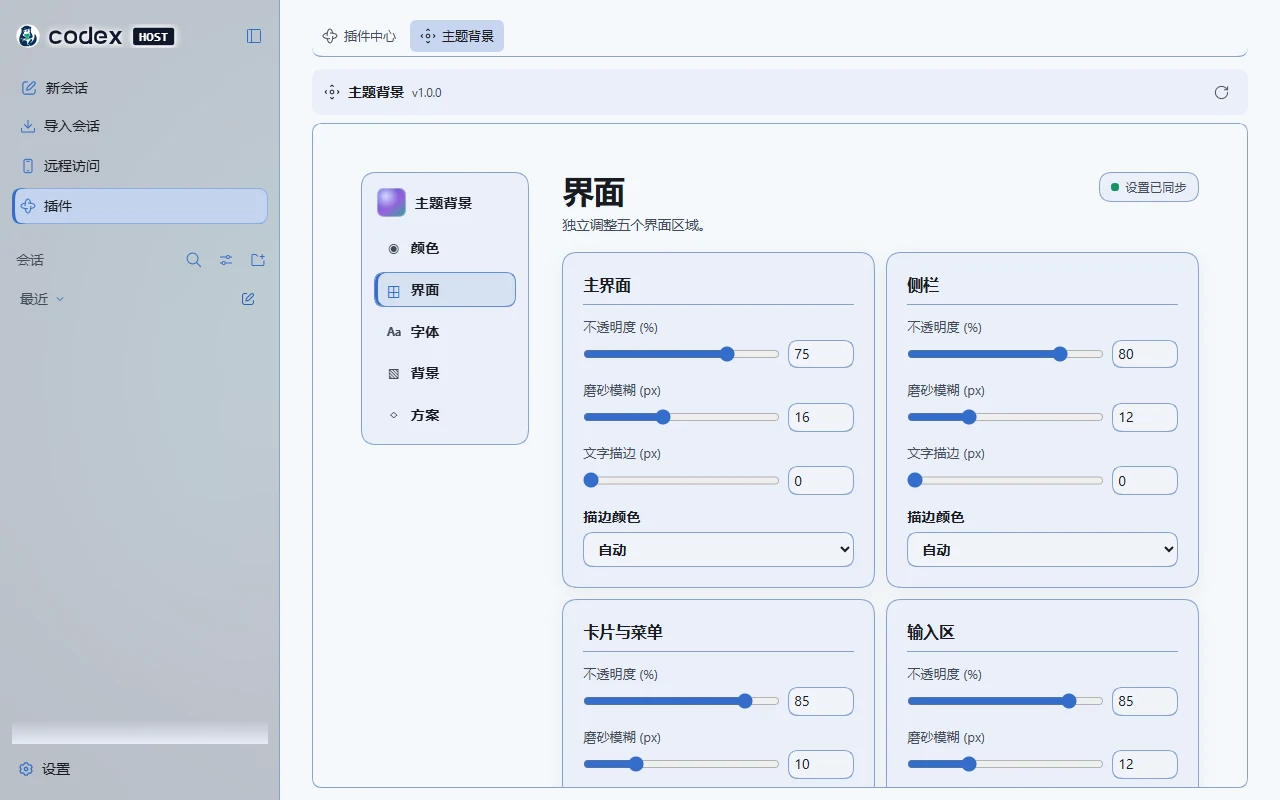 codex HOST
新会话
导入会话
远程访问
插件
会话
最近
设置
插件中心
主题背景
主题背景 v1.0.0
主题背景
颜色
界面
Aa 字体
背景
方案
界面
设置已同步
独立调整五个界面区域。
主界面
不透明度 (%)
75
磨砂模糊 (px)
16
文字描边 (px)
0
描边颜色
自动
侧栏
不透明度 (%)
80
磨砂模糊 (px)
12
文字描边 (px)
0
描边颜色
自动
卡片与菜单
不透明度 (%)
85
磨砂模糊 (px)
10
输入区
不透明度 (%)
85
磨砂模糊 (px)
12